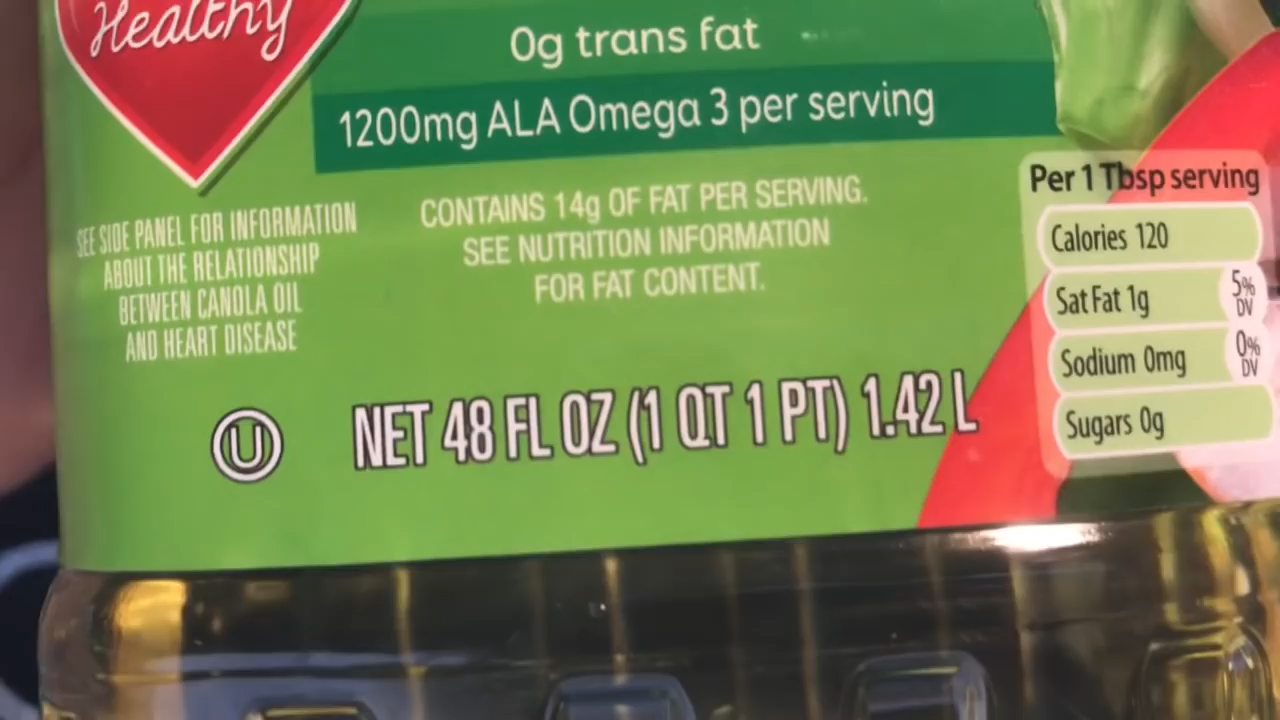 Healthy
0g trans fat
1200mg ALA Omega 3 per serving
SEE SIDE PANEL FOR INFORMATION
ABOUT THE RELATIONSHIP
BETWEEN CANOLA OIL
AND HEART DISEASE
CONTAINS 14g OF FAT PER SERVING.
SEE NUTRITION INFORMATION
FOR FAT CONTENT.
U
NET 48 FL OZ (1 QT 1 PT) 1.42 L
Per 1 Tbsp serving
Calories 120
Sat Fat 1g 5% DV
Sodium 0mg 0% DV
Sugars 0g